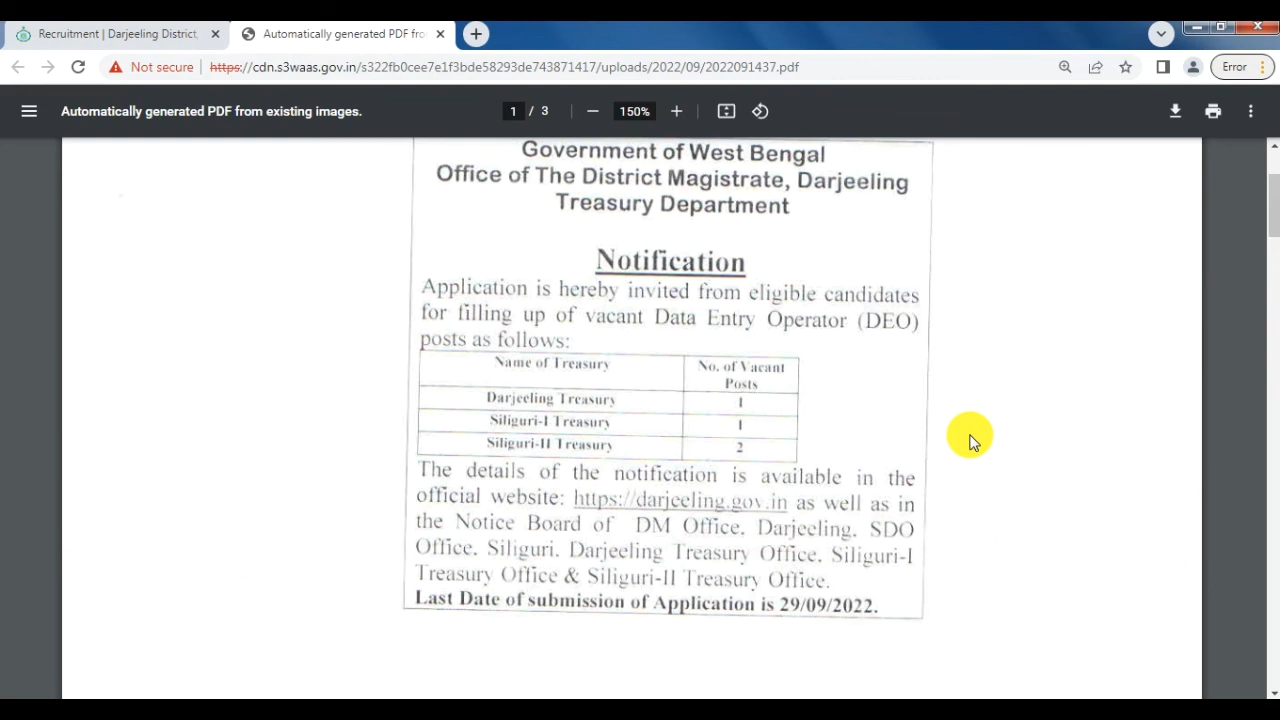 Recruitment | Darjeeling District,
Automatically generated PDF fro
Not secure
https://cdn.s3waas.gov.in/s322fb0cee7e1f3bde58293de743871417/uploads/2022/09/2022091437.pdf
Error
Automatically generated PDF from existing images.
1 / 3
150%
Government of West Bengal
Office of The District Magistrate, Darjeeling
Treasury Department
Notification
Application is hereby invited from eligible candidates
for filling up of vacant Data Entry Operator (DEO)
posts as follows:
Name of Treasury No. of Vacant
Posts
Darjeeling Treasury 1
Siliguri-I Treasury 1
Siliguri-II Treasury 2
The details of the notification is available in the
official website: https://darjeeling.gov.in as well as in
the Notice Board of DM Office, Darjeeling, SDO
Office, Siliguri, Darjeeling Treasury Office, Siliguri-I
Treasury Office & Siliguri-II Treasury Office.
Last Date of submission of Application is 29/09/2022.